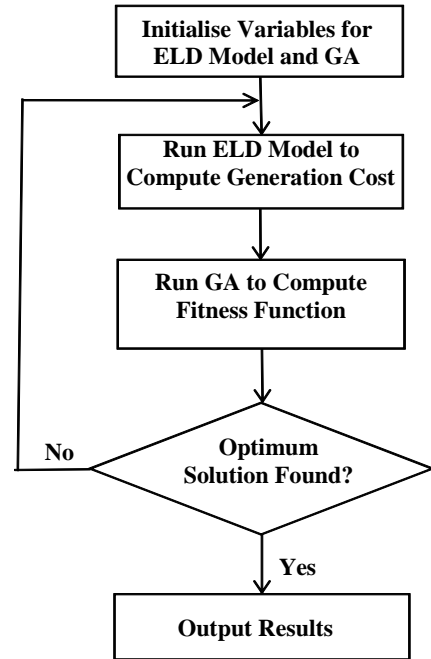 Initialise Variables for
ELD Model and GA
Run ELD Model to
Compute Generation Cost
Run GA to Compute
Fitness Function
Optimum
Solution Found?
No
Yes
Output Results